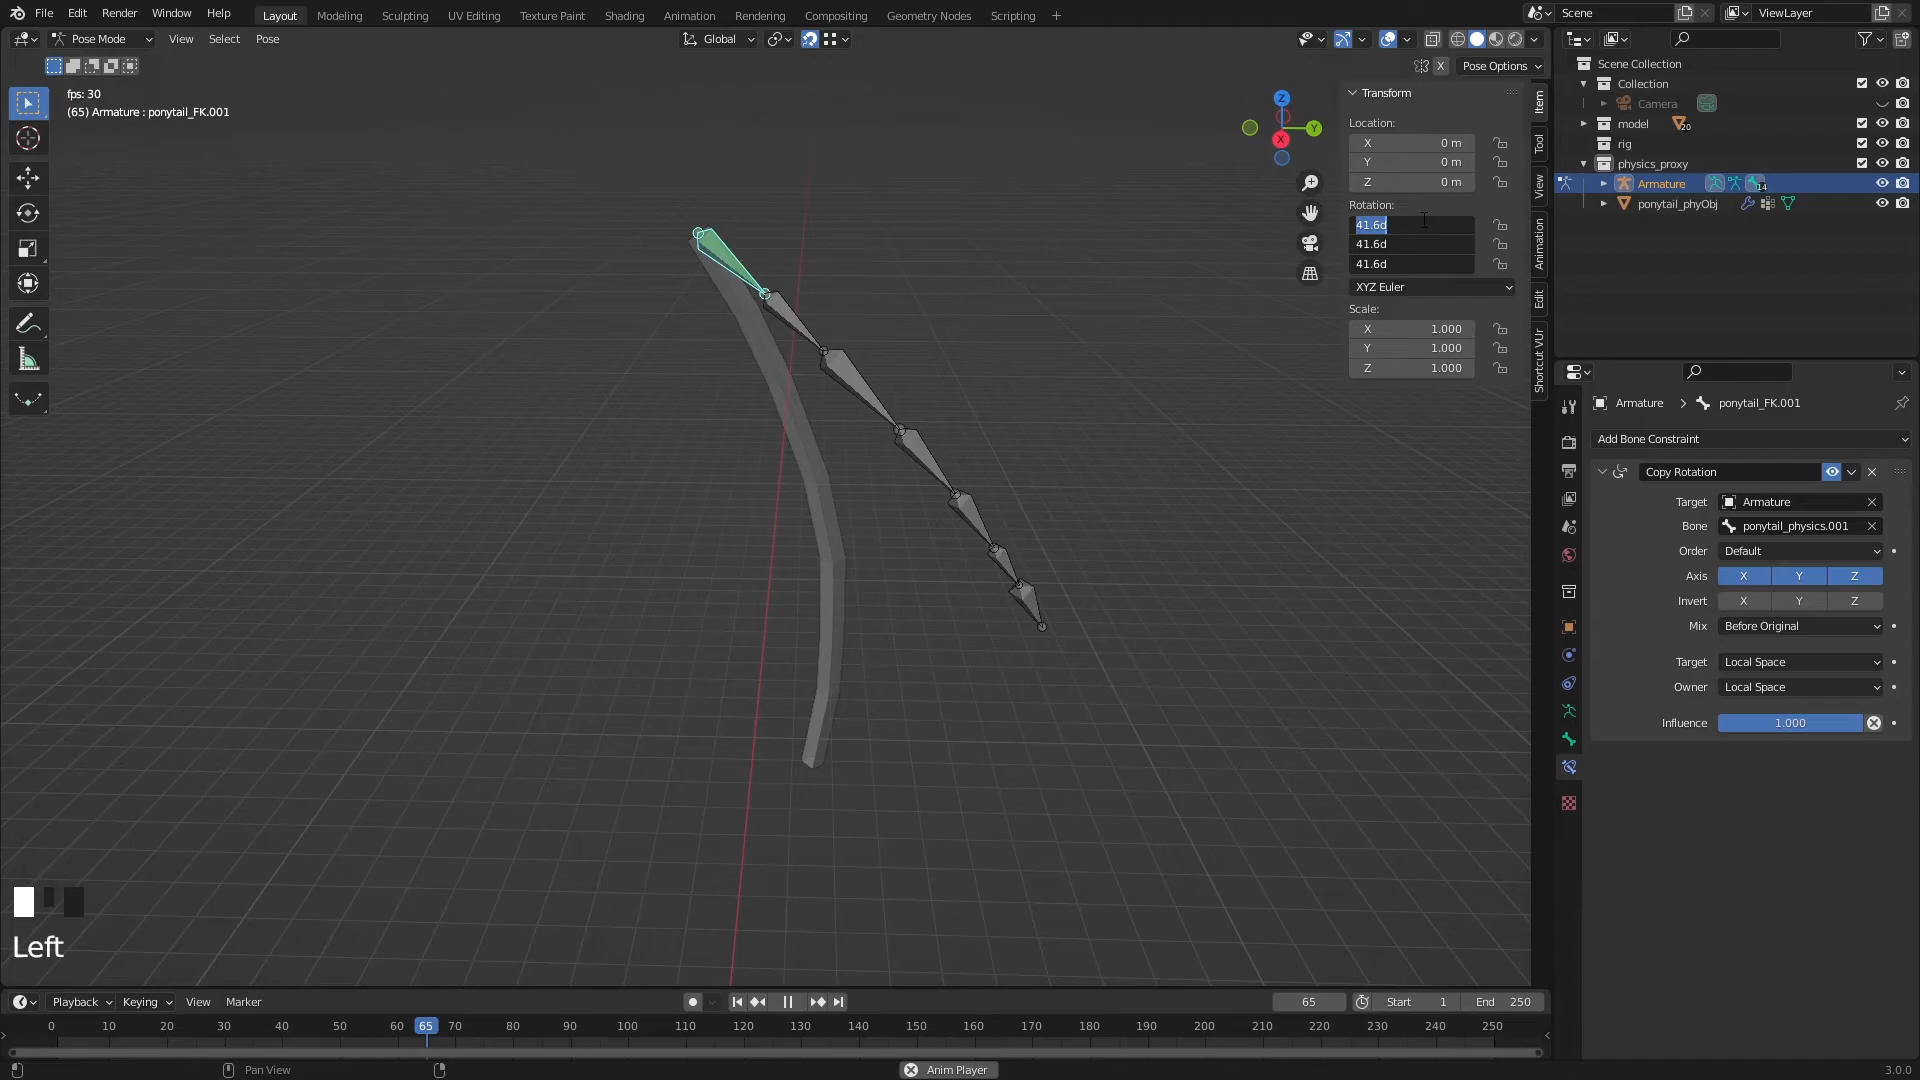 File Edit Render Window Help Layout Modeling Sculpting UV Editing Texture Paint Shading Animation Rendering Compositing Geometry Nodes Scripting + Scene ViewLayer
Pose Mode View Select Pose Global
X Pose Options
fps: 30
(65) Armature : ponytail_FK.001
Z
Y
X
Transform
Location:
X 0 m
Y 0 m
Z 0 m
Rotation:
41.6d
41.6d
41.6d
XYZ Euler
Scale:
X 1.000
Y 1.000
Z 1.000
Item
Tool
View
Animation
Edit
Shortcut VUr
Scene Collection
Collection
Camera
model 20
rig
physics_proxy
Armature 14
ponytail_phyObj
Armature > ponytail_FK.001
Add Bone Constraint
Copy Rotation
Target Armature
Bone ponytail_physics.001
Order Default
Axis X Y Z
Invert X Y Z
Mix Before Original
Target Local Space
Owner Local Space
Influence 1.000
Left
Playback Keying View Marker 65 Start 1 End 250
0 10 20 30 40 50 60 65 70 80 90 100 110 120 130 140 150 160 170 180 190 200 210 220 230 240 250
Pan View Anim Player 3.0.0